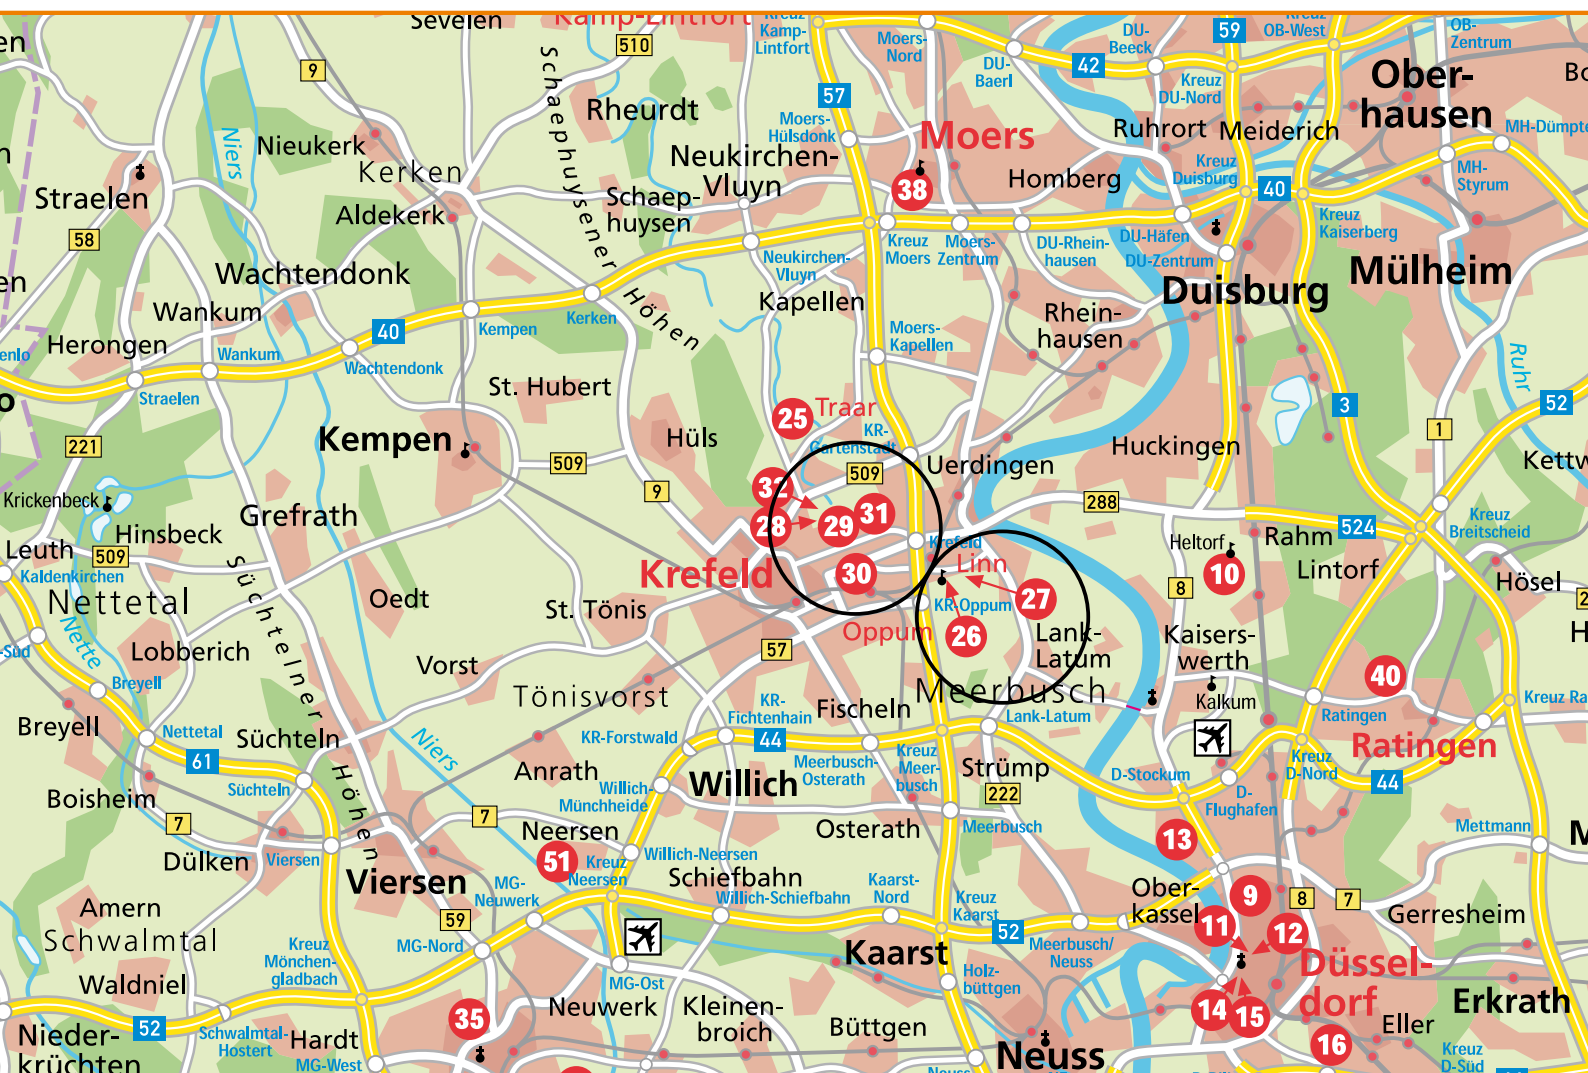 Sevelen
Kamp-Lintfort
Kreuz
Kamp-
Lintfort
510
Moers-
Nord
DU-
Baerl
DU-
Beeck
42
59
Kreuz
OB-West
OB-
Zentrum
Kreuz
DU-Nord
Ober-
hausen
9
57
Niers
Nieukerk
Kerken
Aldekerk
Schaephuysener
Höhen
Rheurdt
Neukirchen-
Vluyn
Schaep-
huysen
Moers-
Hülsdonk
Moers
38
Homberg
Ruhrort
Meiderich
Kreuz
Duisburg
40
MH-
Styrum
Kreuz
Kaiserberg
Straelen
58
Wachtendonk
Wankum
Herongen
40
Kempen
Kerken
Wankum
Wachtendonk
Straelen
Neukirchen-
Vluyn
Kapellen
Kreuz
Moers
Moers-
Zentrum
DU-Rhein-
hausen
DU-Häfen
DU-Zentrum
Duisburg
Mülheim
Moers-
Kapellen
Rhein-
hausen
Ruhr
52
3
1
St. Hubert
Kempen
Hüls
25
Traar
KR-
Gartenstadt
509
Uerdingen
Huckingen
221
509
9
Krickenbeck
Hinsbeck
Grefrath
Leuth
509
Kaldenkirchen
Nettetal
Nette
Lobberich
Süchtelner
Höhen
Oedt
St. Tönis
Vorst
Tönisvorst
32
28
29
31
30
Krefeld
Krefeld
Linn
KR-Oppum
27
26
Oppum
57
288
Heltorf
10
8
524
Rahm
Lintorf
Kreuz
Breitscheid
Hösel
Lank-
Latum
Kaisers-
werth
Kalkum
Meerbusch
40
Ratingen
Ratingen
Breyell
Breyell
Nettetal
61
Süchteln
Süchteln
Boisheim
7
Dülken
Viersen
Viersen
Niers
Anrath
KR-Forstwald
KR-
Fichtenhain
44
Fischeln
Meerbusch-
Osterath
Kreuz
Meer-
busch
Lank-Latum
Strümp
222
D-Stockum
D-
Flughafen
Kreuz
D-Nord
44
Willich
Willich-
Münchheide
7
Neersen
51
Kreuz
Neersen
Willich-Neersen
Schiefbahn
Willich-Schiefbahn
Osterath
Meerbusch
Kaarst-
Nord
Kreuz
Kaarst
13
Ober-
kassel
9
8
7
11
12
Mettmann
Gerresheim
Amern
Schwalmtal
Waldniel
59
MG-
Neuwerk
MG-Nord
Kreuz
Mönchen-
gladbach
MG-Ost
Neuwerk
Kleinen-
broich
Kaarst
52
Meerbusch/
Neuss
Holz-
büttgen
Büttgen
Düssel-
dorf
14
15
16
Erkrath
Eller
Nieder-
krüchten
52
Schwalmtal-
Hostert
Hardt
MG-West
35
Neuss
Kreuz
D-Süd